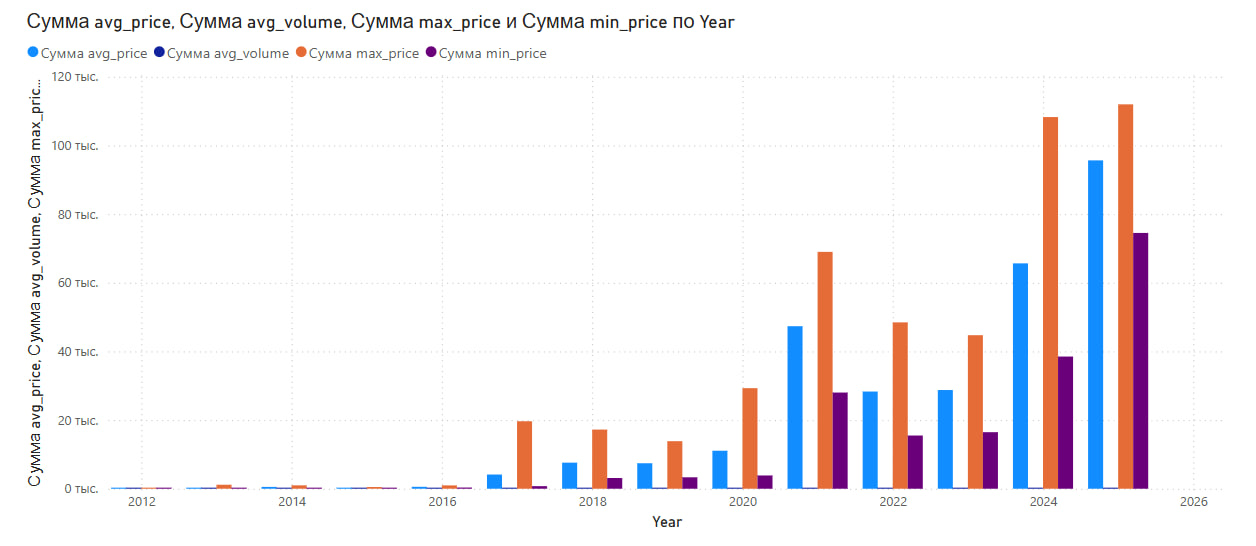 Сумма avg_price, Сумма avg_volume, Сумма max_price и Сумма min_price по Year
Сумма avg_price Сумма avg_volume Сумма max_price Сумма min_price
Сумма avg_price, Сумма avg_volume, Сумма max_pric...
120 тыс.
100 тыс.
80 тыс.
60 тыс.
40 тыс.
20 тыс.
0 тыс.
2012 2014 2016 2018 2020 2022 2024 2026
Year